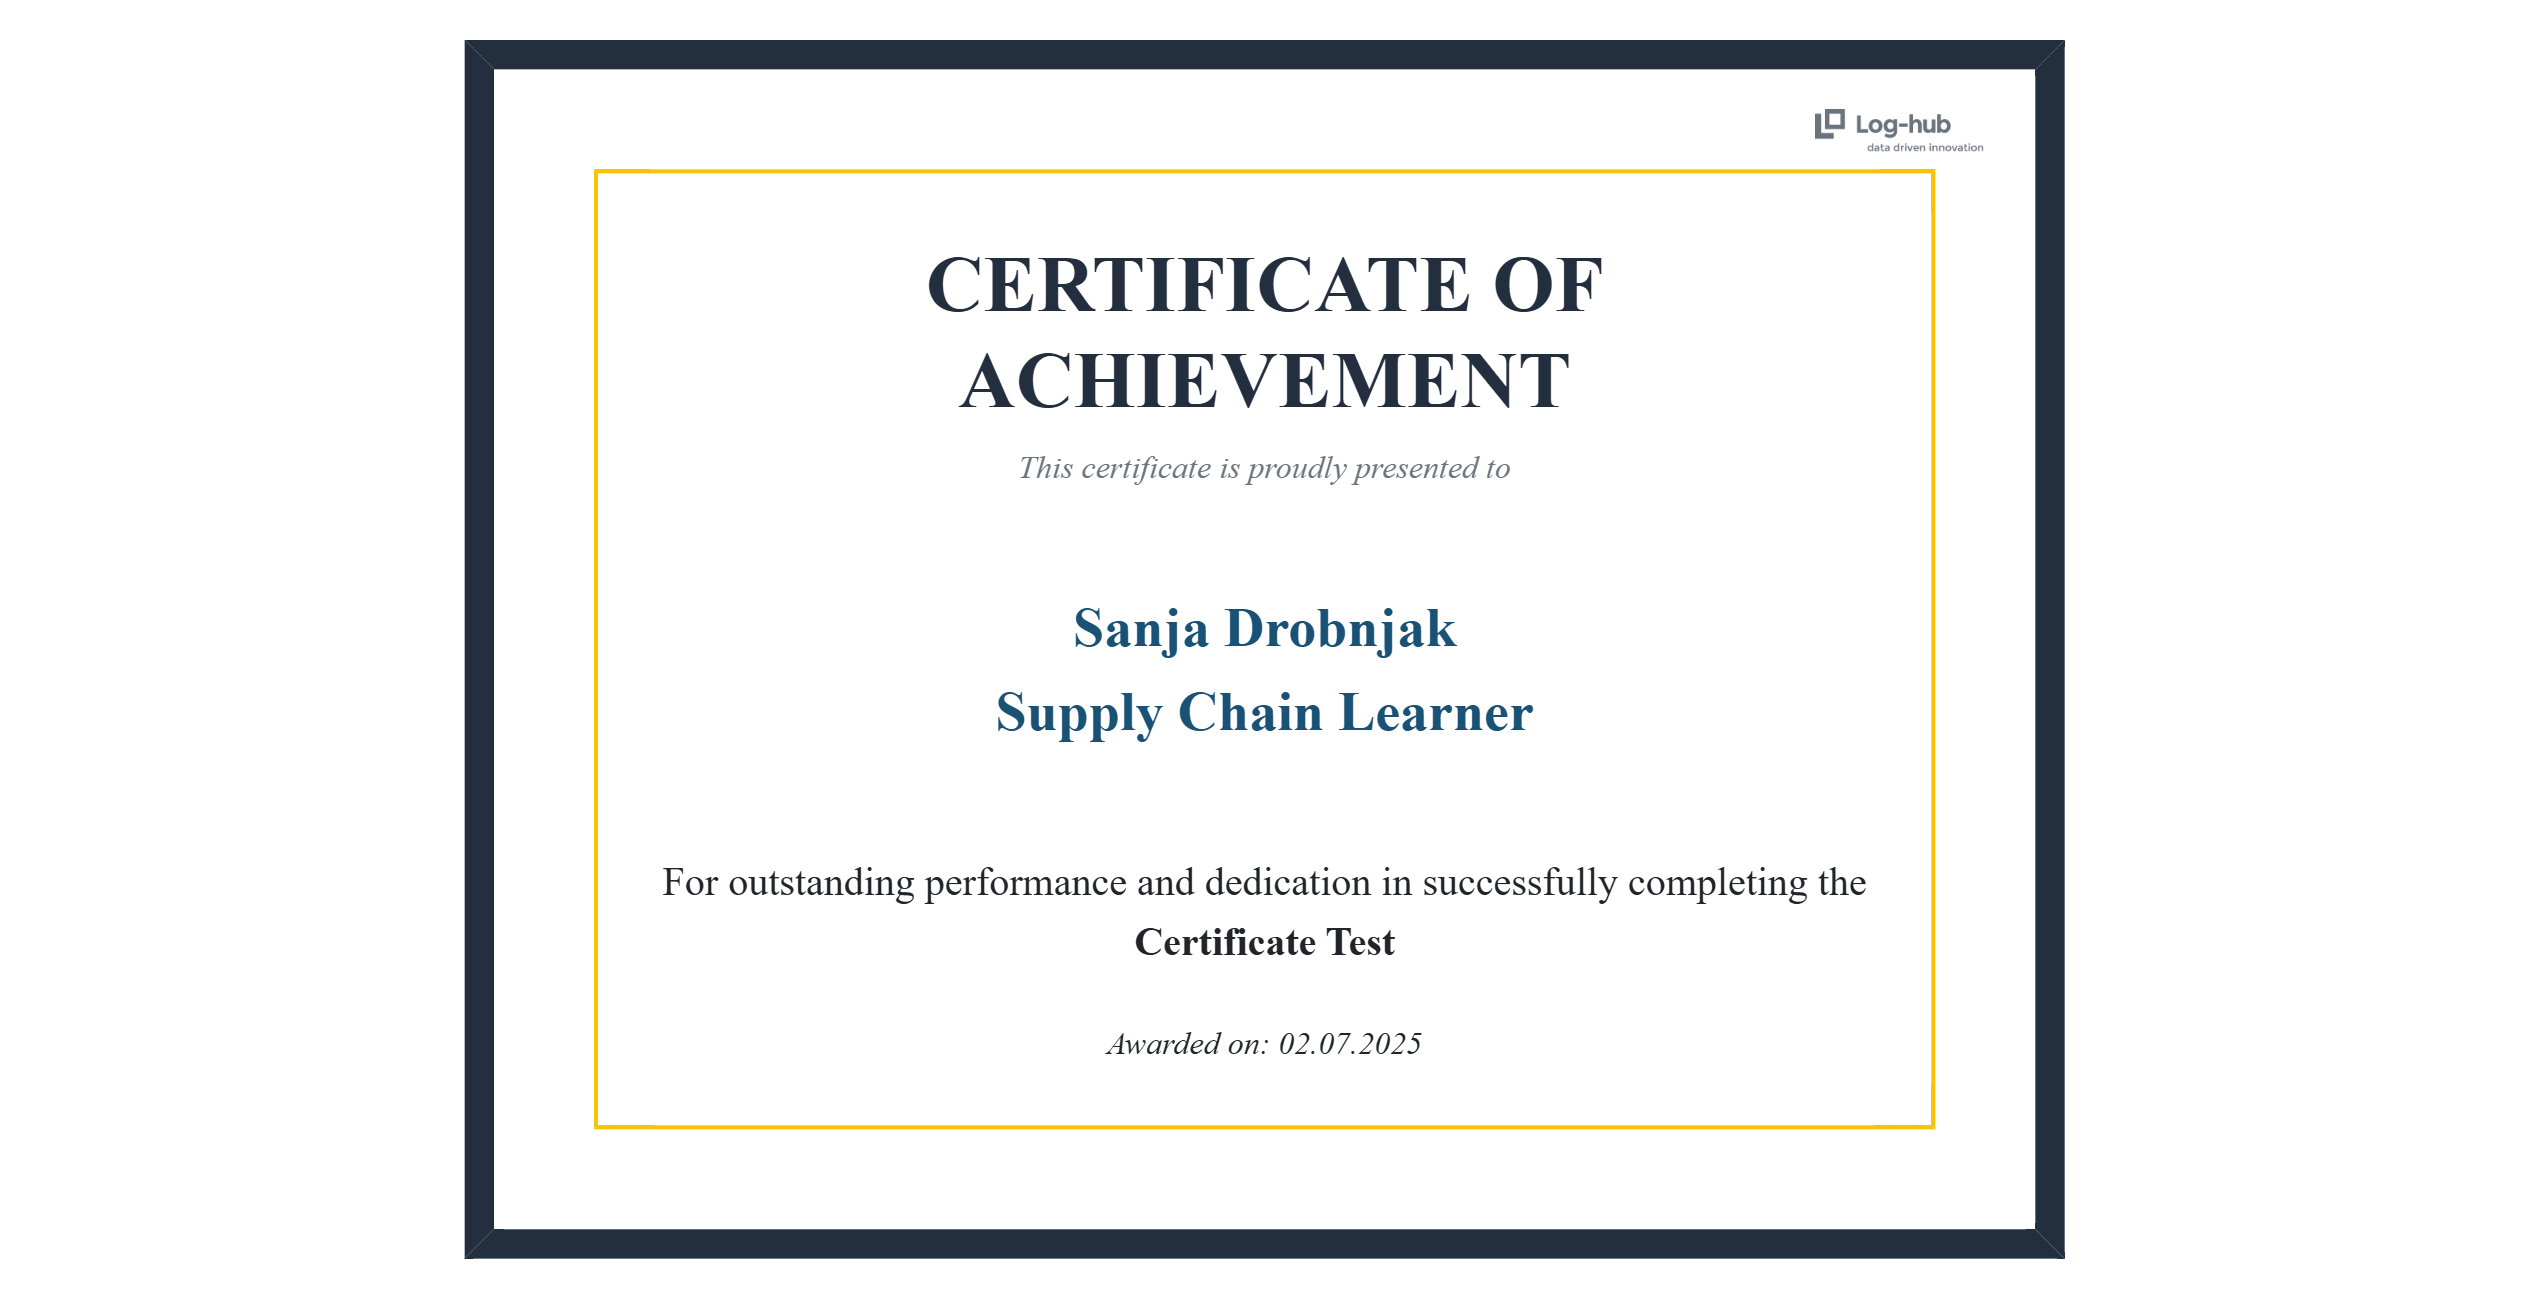 Log-hub
data driven innovation
CERTIFICATE OF
ACHIEVEMENT
This certificate is proudly presented to
Sanja Drobnjak
Supply Chain Learner
For outstanding performance and dedication in successfully completing the
Certificate Test
Awarded on: 02.07.2025